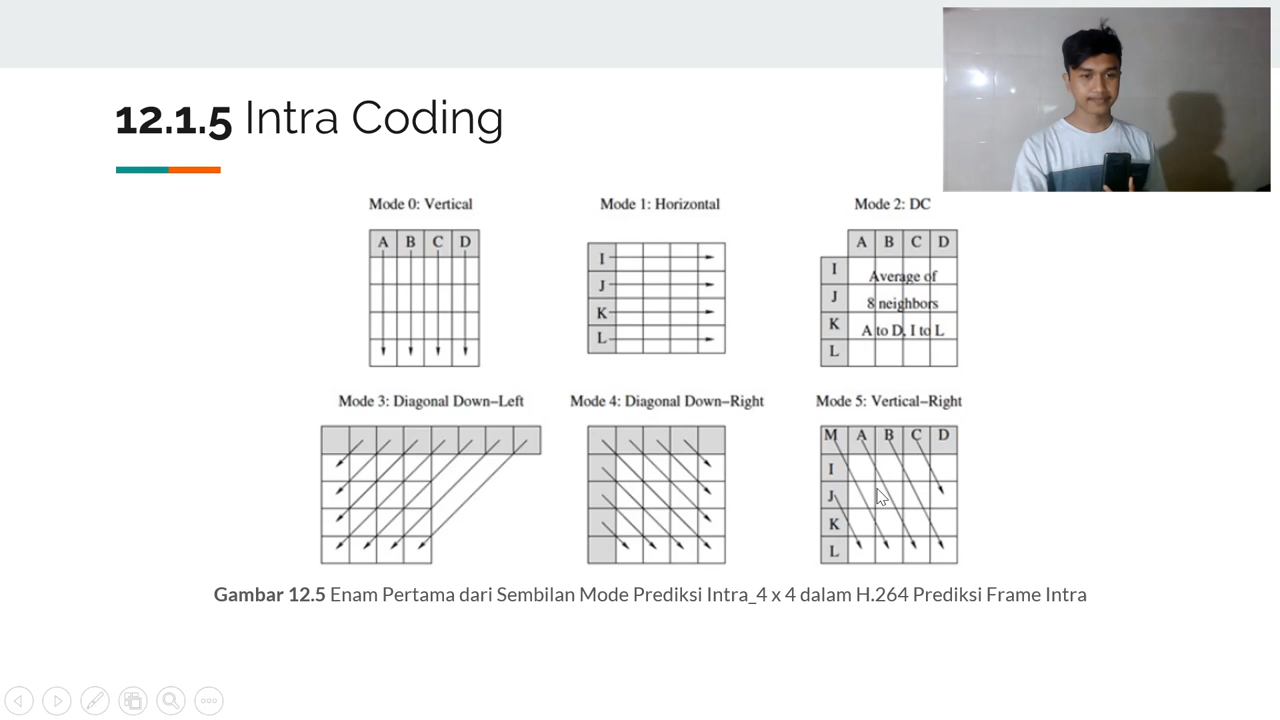 12.1.5 Intra Coding
Mode 0: Vertical
A B C D
Mode 1: Horizontal
I
J
K
L
Mode 2: DC
A B C D
I Average of
J 8 neighbors
K A to D, I to L
L
Mode 3: Diagonal Down–Left
Mode 4: Diagonal Down–Right
Mode 5: Vertical–Right
M A B C D
I
J
K
L
Gambar 12.5 Enam Pertama dari Sembilan Mode Prediksi Intra_4 x 4 dalam H.264 Prediksi Frame Intra